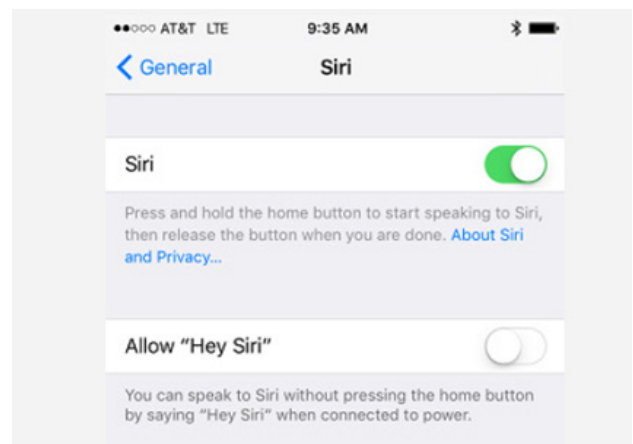 AT&T LTE 9:35 AM
General Siri
Siri
Press and hold the home button to start speaking to Siri,
then release the button when you are done. About Siri
and Privacy...
Allow “Hey Siri”
You can speak to Siri without pressing the home button
by saying “Hey Siri” when connected to power.